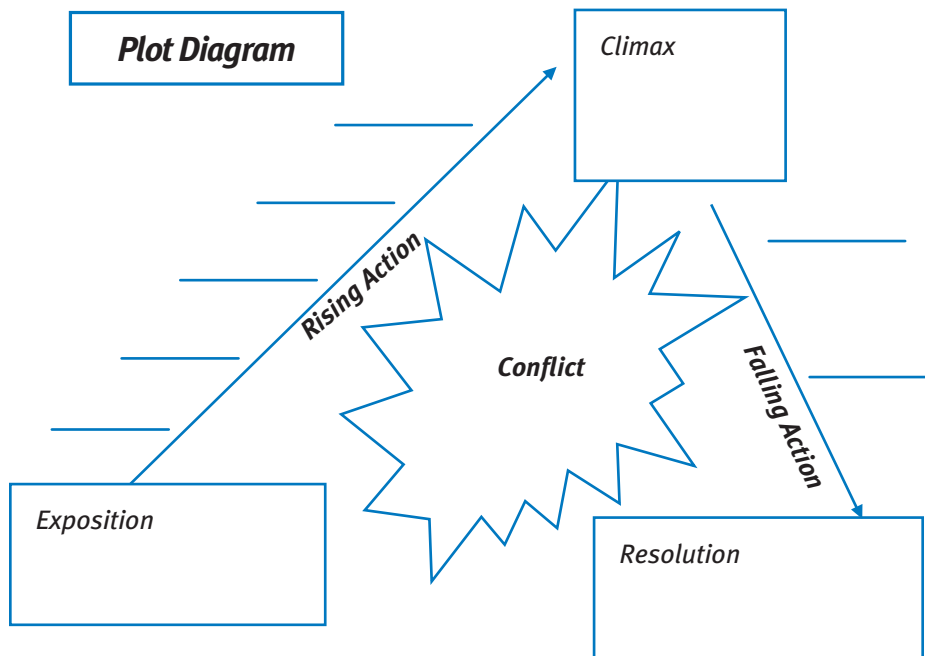 Plot Diagram
Climax
Rising Action
Conflict
Falling Action
Exposition
Resolution